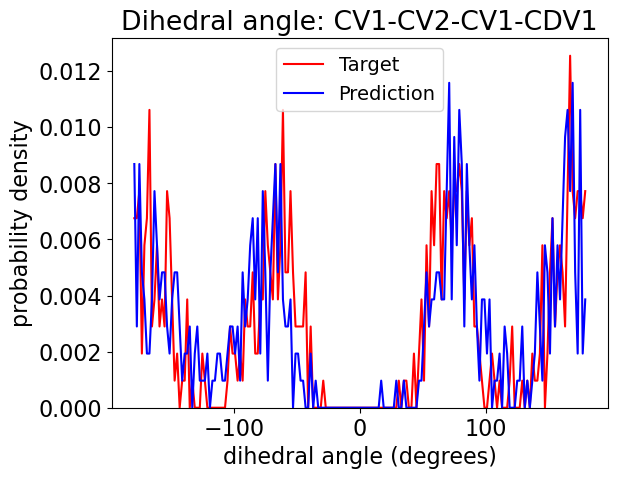 Dihedral angle: CV1-CV2-CV1-CDV1
Target
Prediction
0.012
0.010
0.008
0.006
0.004
0.002
0.000
probability density
−100
0
100
dihedral angle (degrees)